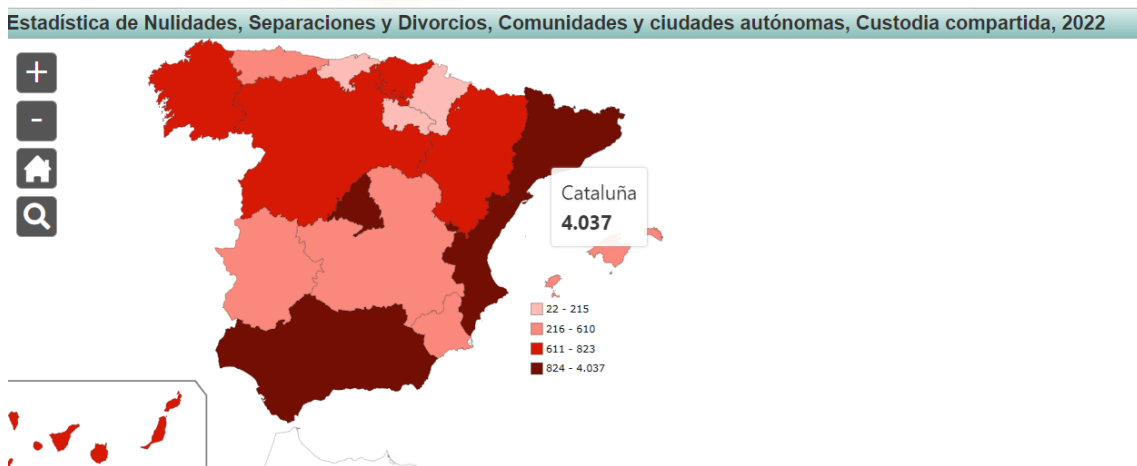 Estadística de Nulidades, Separaciones y Divorcios, Comunidades y ciudades autónomas, Custodia compartida, 2022
+
-
Cataluña
4.037
22 - 215
216 - 610
611 - 823
824 - 4.037